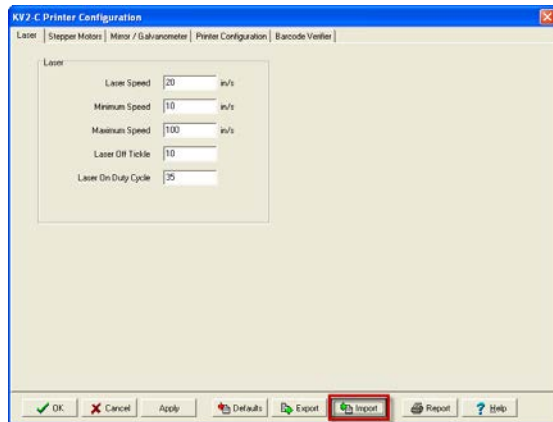 KV2-C Printer Configuration
Laser Stepper Motors Mirror / Galvanometer Printer Configuration Barcode Verifier
Laser
Laser Speed 20 in/s
Minimum Speed 10 in/s
Maximum Speed 100 in/s
Laser Off Tickle 10
Laser On Duty Cycle 35
OK Cancel Apply Defaults Export Import Report Help